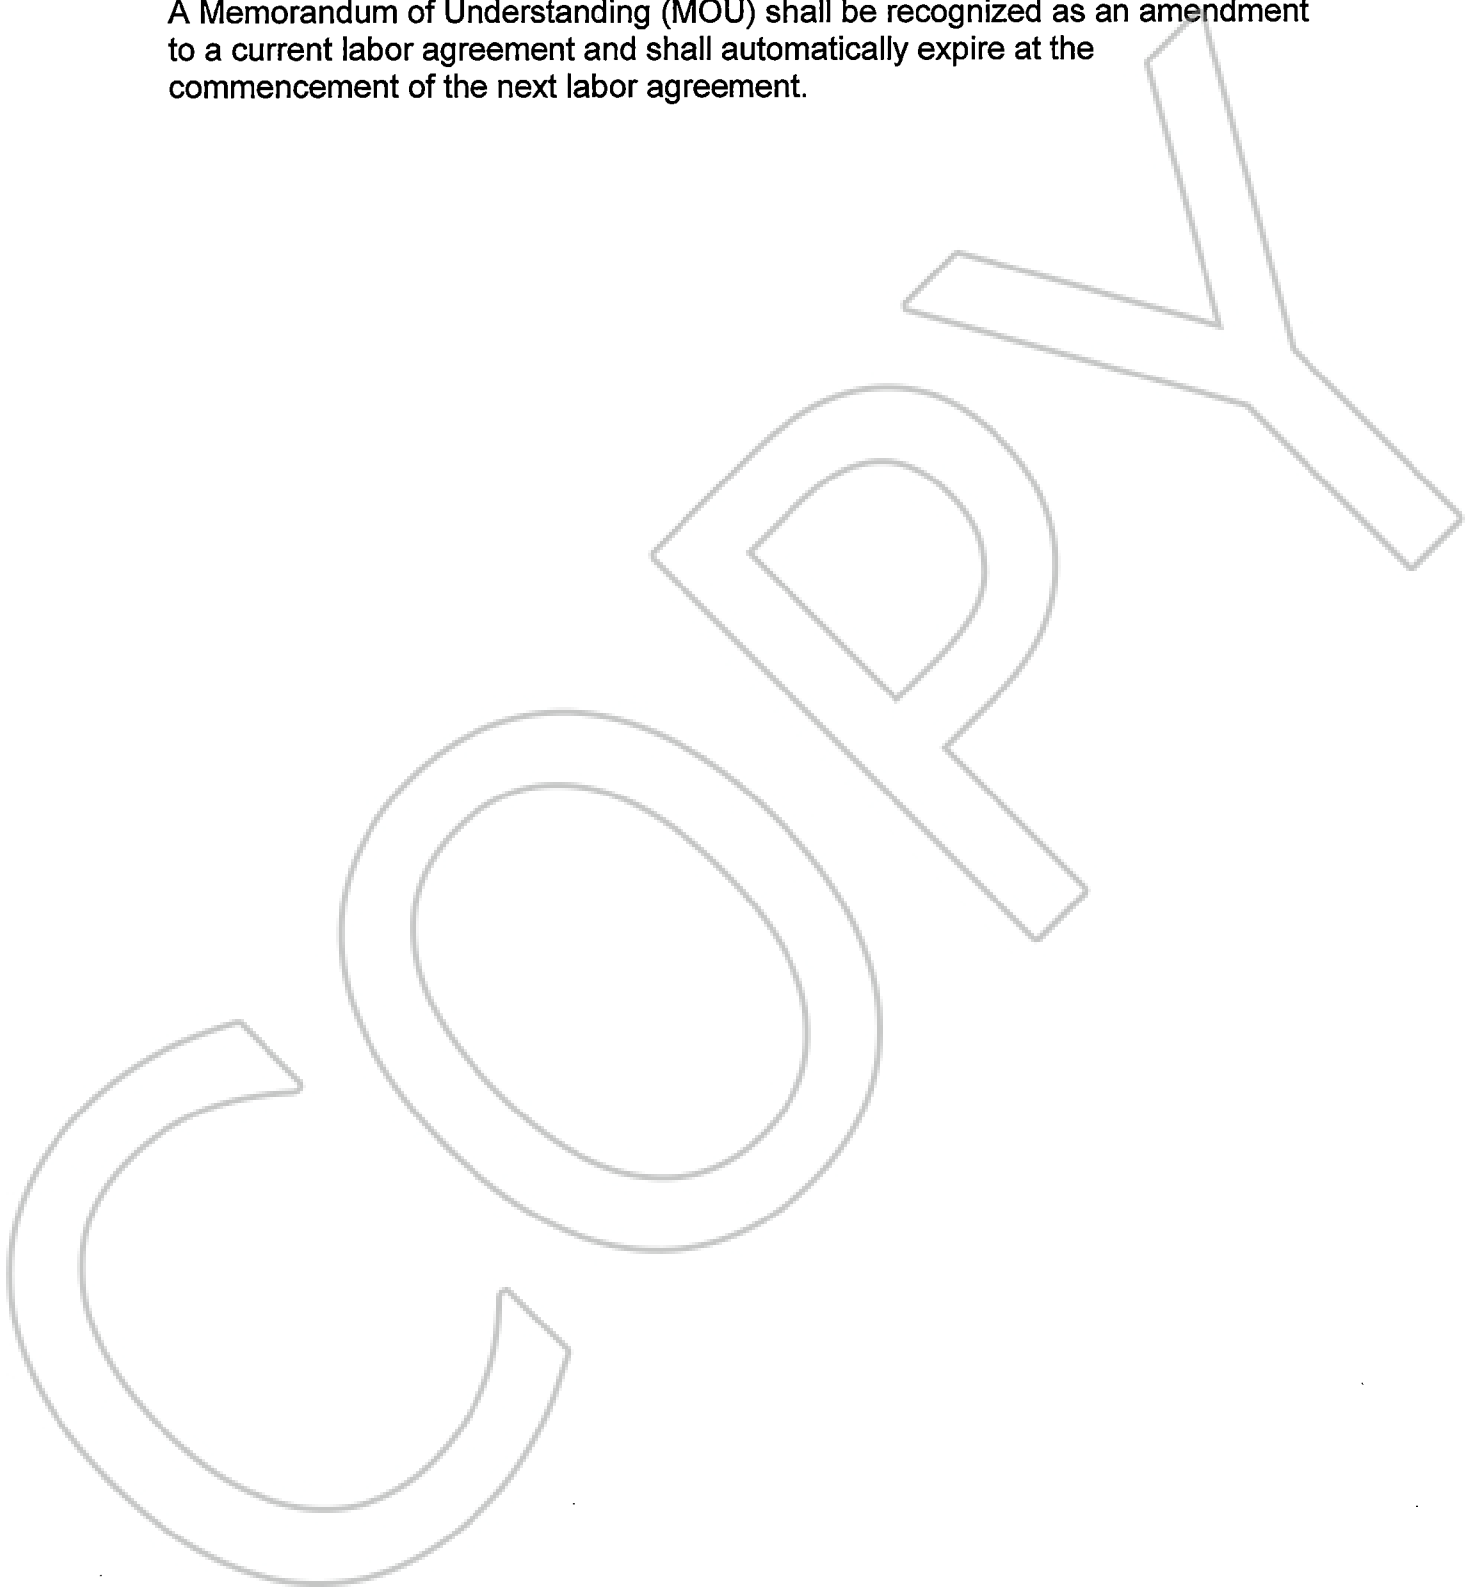 A Memorandum of Understanding (MOU) shall be recognized as an amendment
to a current labor agreement and shall automatically expire at the
commencement of the next labor agreement.
COPY